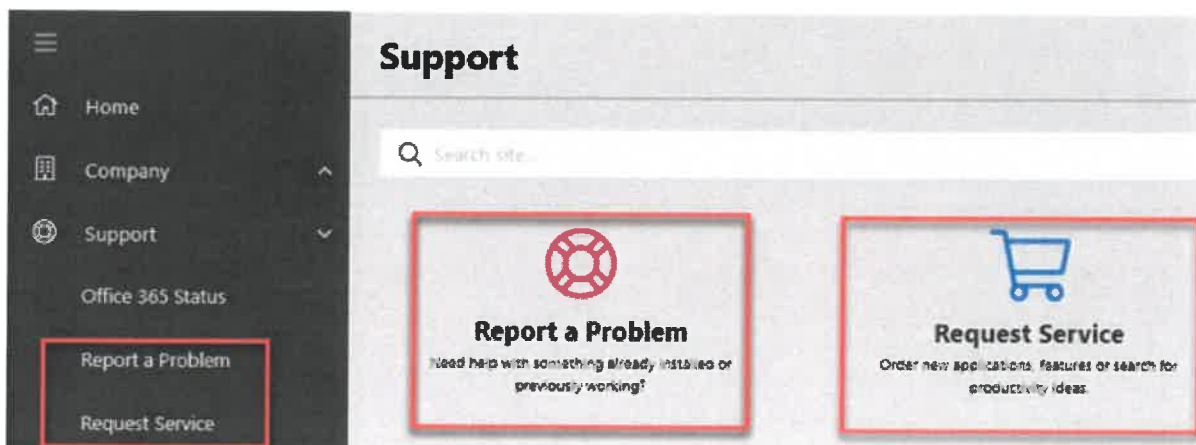 Home
Company
Support
Office 365 Status
Report a Problem
Request Service
Support
Search site...
Report a Problem
Need help with something already installed or
previously working?
Request Service
Order new applications, features or search for
productivity ideas.